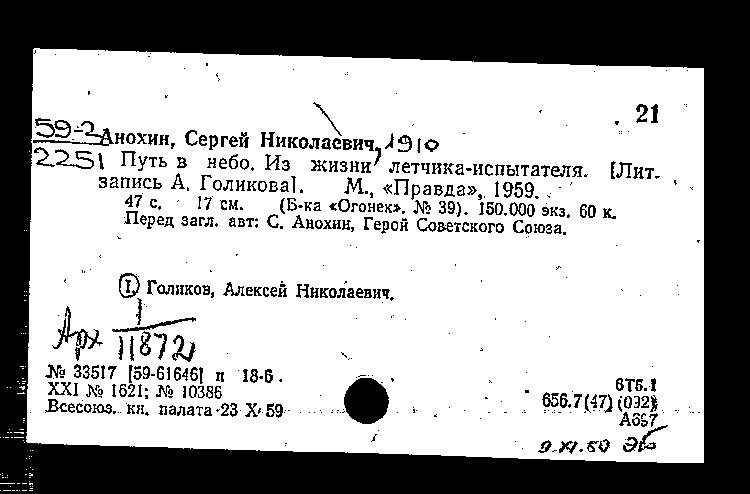 21
59-2
2251
Анохин, Сергей Николаевич, 1910
Путь в небо. Из жизни летчика-испытателя. [Лит.
запись А. Голикова]. М., «Правда», 1959.
47 с. 17 см. (Б-ка «Огонек». № 39). 150.000 экз. 60 к.
Перед загл. авт: С. Анохин, Герой Советского Союза.
I. Голиков, Алексей Николаевич.
Арх 1/11872
№ 33517 [59-61646] п 18-6.
XXI № 1621; № 10386
Всесоюз. кн. палата 23 X 59
6Т5.1
656.7(47)(092)
А697
9.XI.59